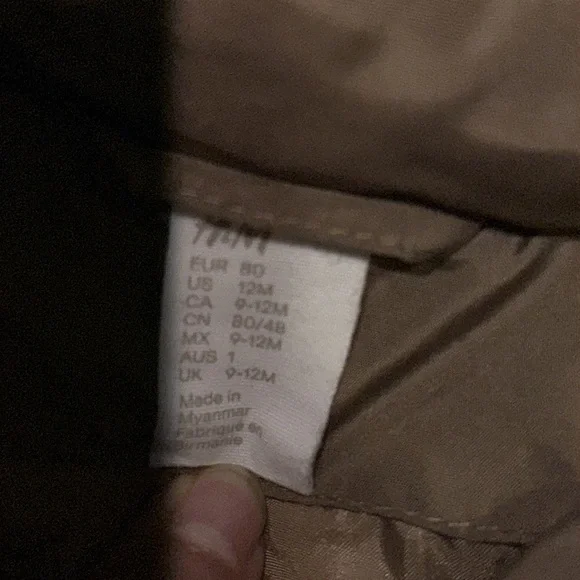 H&M
EUR 80
US 12M
CA 9-12M
CN 80/48
MX 9-12M
AUS 1
UK 9-12M
Made in
Myanmar
Fabriqué en
Birmanie